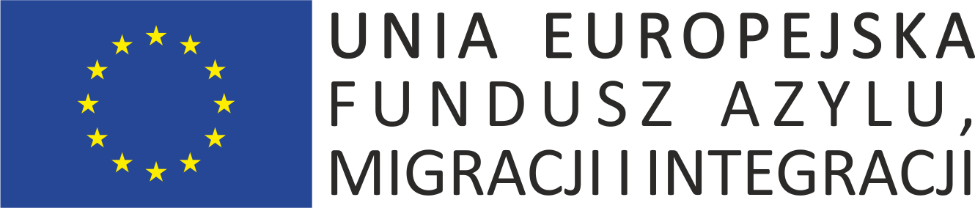 UNIA EUROPEJSKA
FUNDUSZ AZYLU,
MIGRACJI I INTEGRACJI